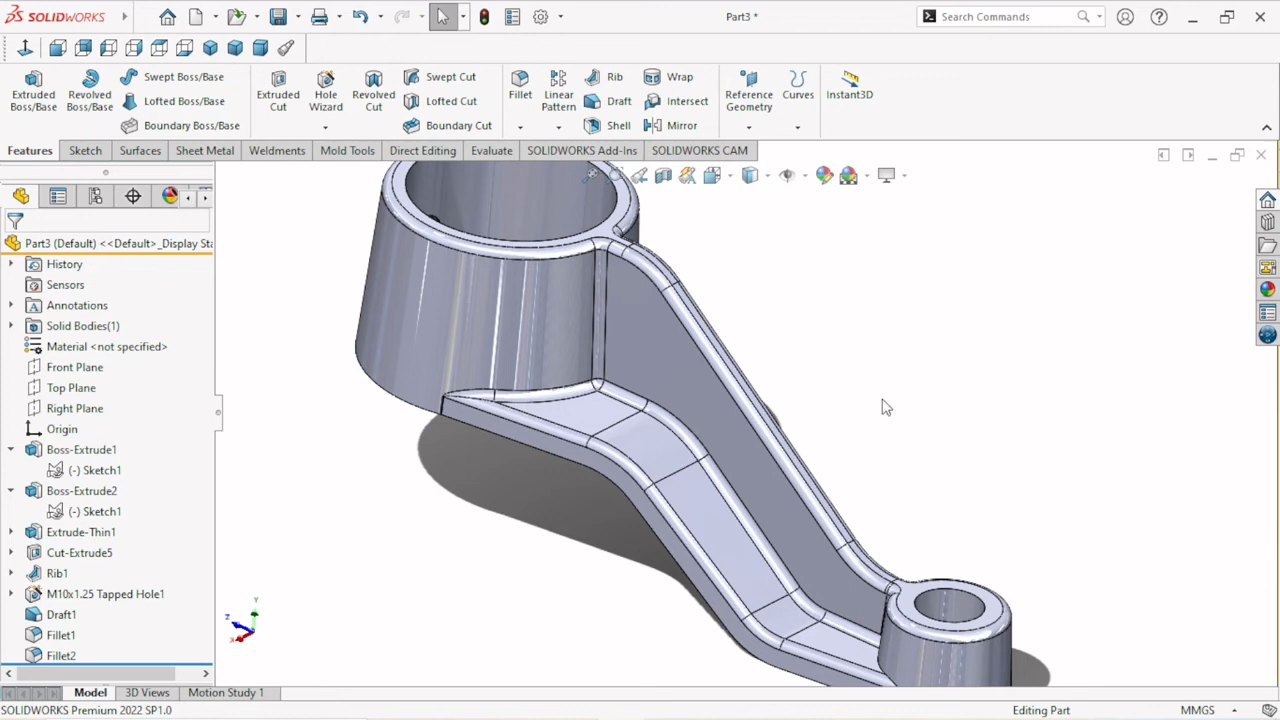 SOLIDWORKS
Part3 *
Search Commands
Extruded Boss/Base
Revolved Boss/Base
Swept Boss/Base
Lofted Boss/Base
Boundary Boss/Base
Extruded Cut
Hole Wizard
Revolved Cut
Swept Cut
Lofted Cut
Boundary Cut
Fillet
Linear Pattern
Rib
Draft
Shell
Wrap
Intersect
Mirror
Reference Geometry
Curves
Instant3D
Features
Sketch
Surfaces
Sheet Metal
Weldments
Mold Tools
Direct Editing
Evaluate
SOLIDWORKS Add-Ins
SOLIDWORKS CAM
Part3 (Default) <<Default>_Display Sta
History
Sensors
Annotations
Solid Bodies(1)
Material <not specified>
Front Plane
Top Plane
Right Plane
Origin
Boss-Extrude1
(-) Sketch1
Boss-Extrude2
(-) Sketch1
Extrude-Thin1
Cut-Extrude5
Rib1
M10x1.25 Tapped Hole1
Draft1
Fillet1
Fillet2
Y
Z
X
Model
3D Views
Motion Study 1
SOLIDWORKS Premium 2022 SP1.0
Editing Part
MMGS